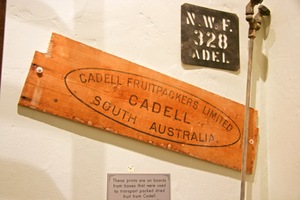 N.W.F.
328
ADEL
CADELL FRUITPACKERS LIMITED
CADELL
SOUTH AUSTRALIA
These prints are on boards
from boxes that were used
to transport packed dried
fruit from Cadell